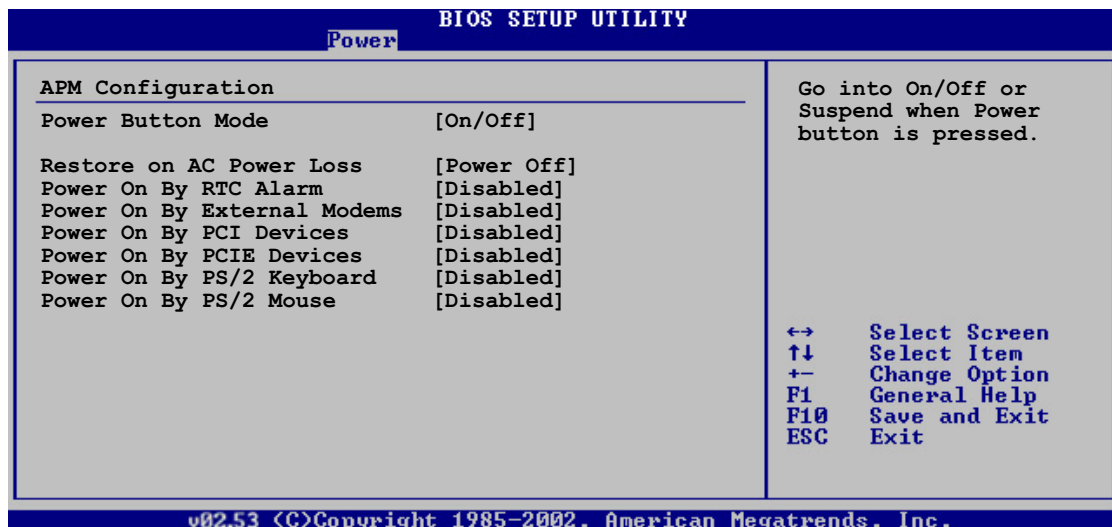 BIOS SETUP UTILITY
Power
APM Configuration
Power Button Mode [On/Off]
Restore on AC Power Loss [Power Off]
Power On By RTC Alarm [Disabled]
Power On By External Modems [Disabled]
Power On By PCI Devices [Disabled]
Power On By PCIE Devices [Disabled]
Power On By PS/2 Keyboard [Disabled]
Power On By PS/2 Mouse [Disabled]
Go into On/Off or
Suspend when Power
button is pressed.
←→ Select Screen
↑↓ Select Item
+- Change Option
F1 General Help
F10 Save and Exit
ESC Exit
v02.53 (C)Copyright 1985-2002, American Megatrends, Inc.